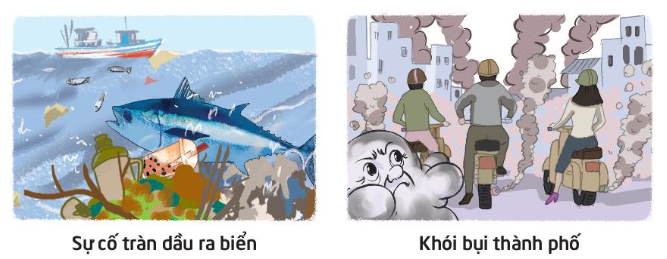 Sự cố tràn dầu ra biển
Khói bụi thành phố